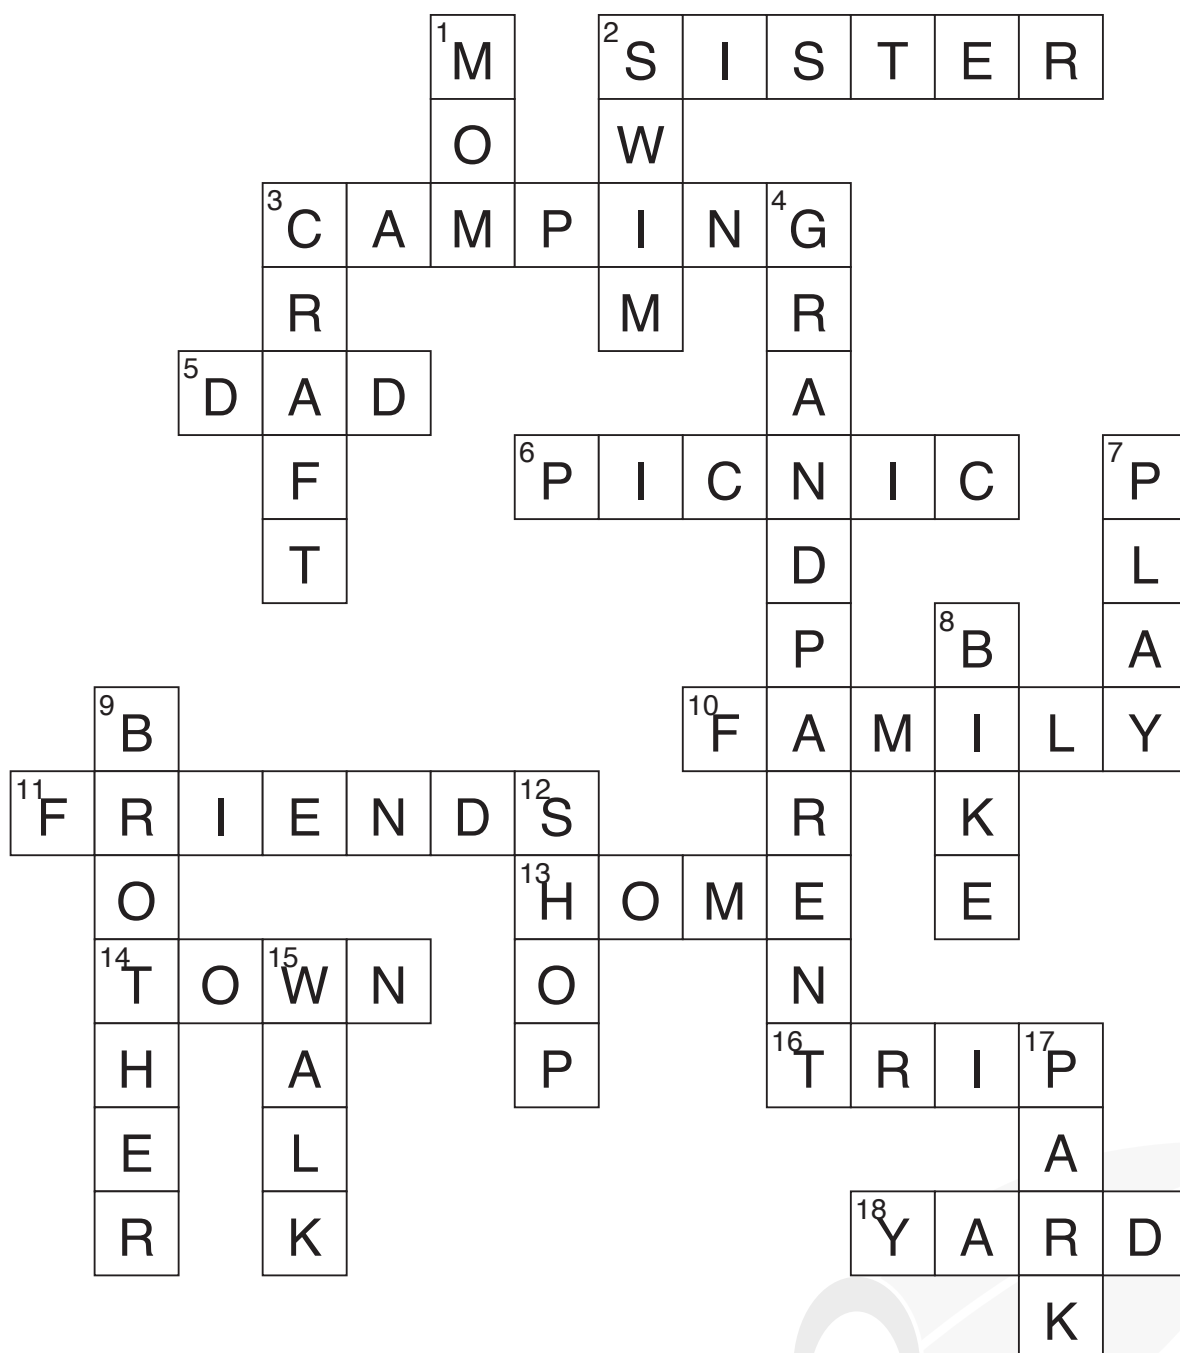 1 M 2 S I S T E R
O W
3 C A M P I N 4 G
R M R
5 D A D A
F 6 P I C N I C 7 P
T D L
P 8 B A
9 B 10 F A M I L Y
11 F R I E N D 12 S R K
O 13 H O M E E
14 T O 15 W N O N
H A P 16 T R I 17 P
E L A
R K 18 Y A R D
K